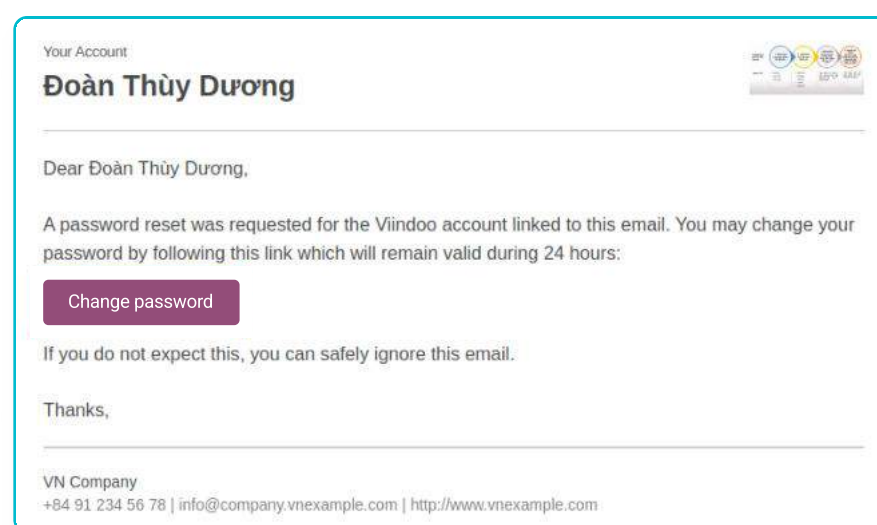 Your Account
Đoàn Thùy Dương
Dear Đoàn Thùy Dương,
A password reset was requested for the Viindoo account linked to this email. You may change your
password by following this link which will remain valid during 24 hours:
Change password
If you do not expect this, you can safely ignore this email.
Thanks,
VN Company
+84 91 234 56 78 | info@company.vnexample.com | http://www.vnexample.com